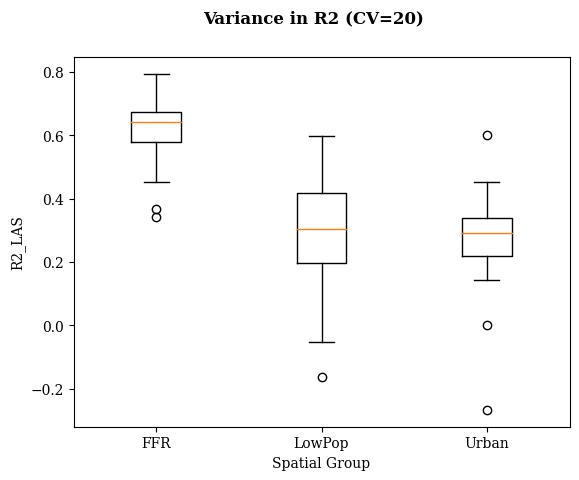 Variance in R2 (CV=20)
0.8
0.6
0.4
0.2
0.0
−0.2
R2_LAS
FFR LowPop Urban
Spatial Group